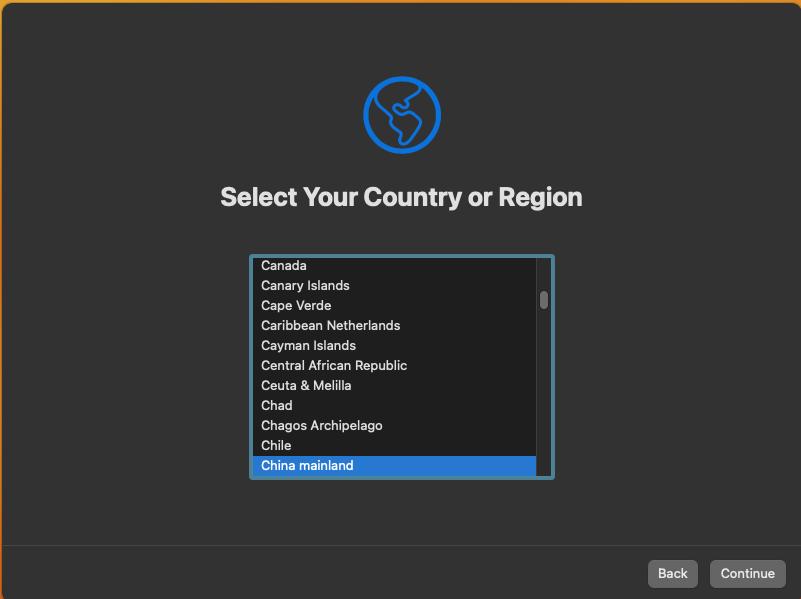 Select Your Country or Region
Canada
Canary Islands
Cape Verde
Caribbean Netherlands
Cayman Islands
Central African Republic
Ceuta & Melilla
Chad
Chagos Archipelago
Chile
China mainland
Back
Continue